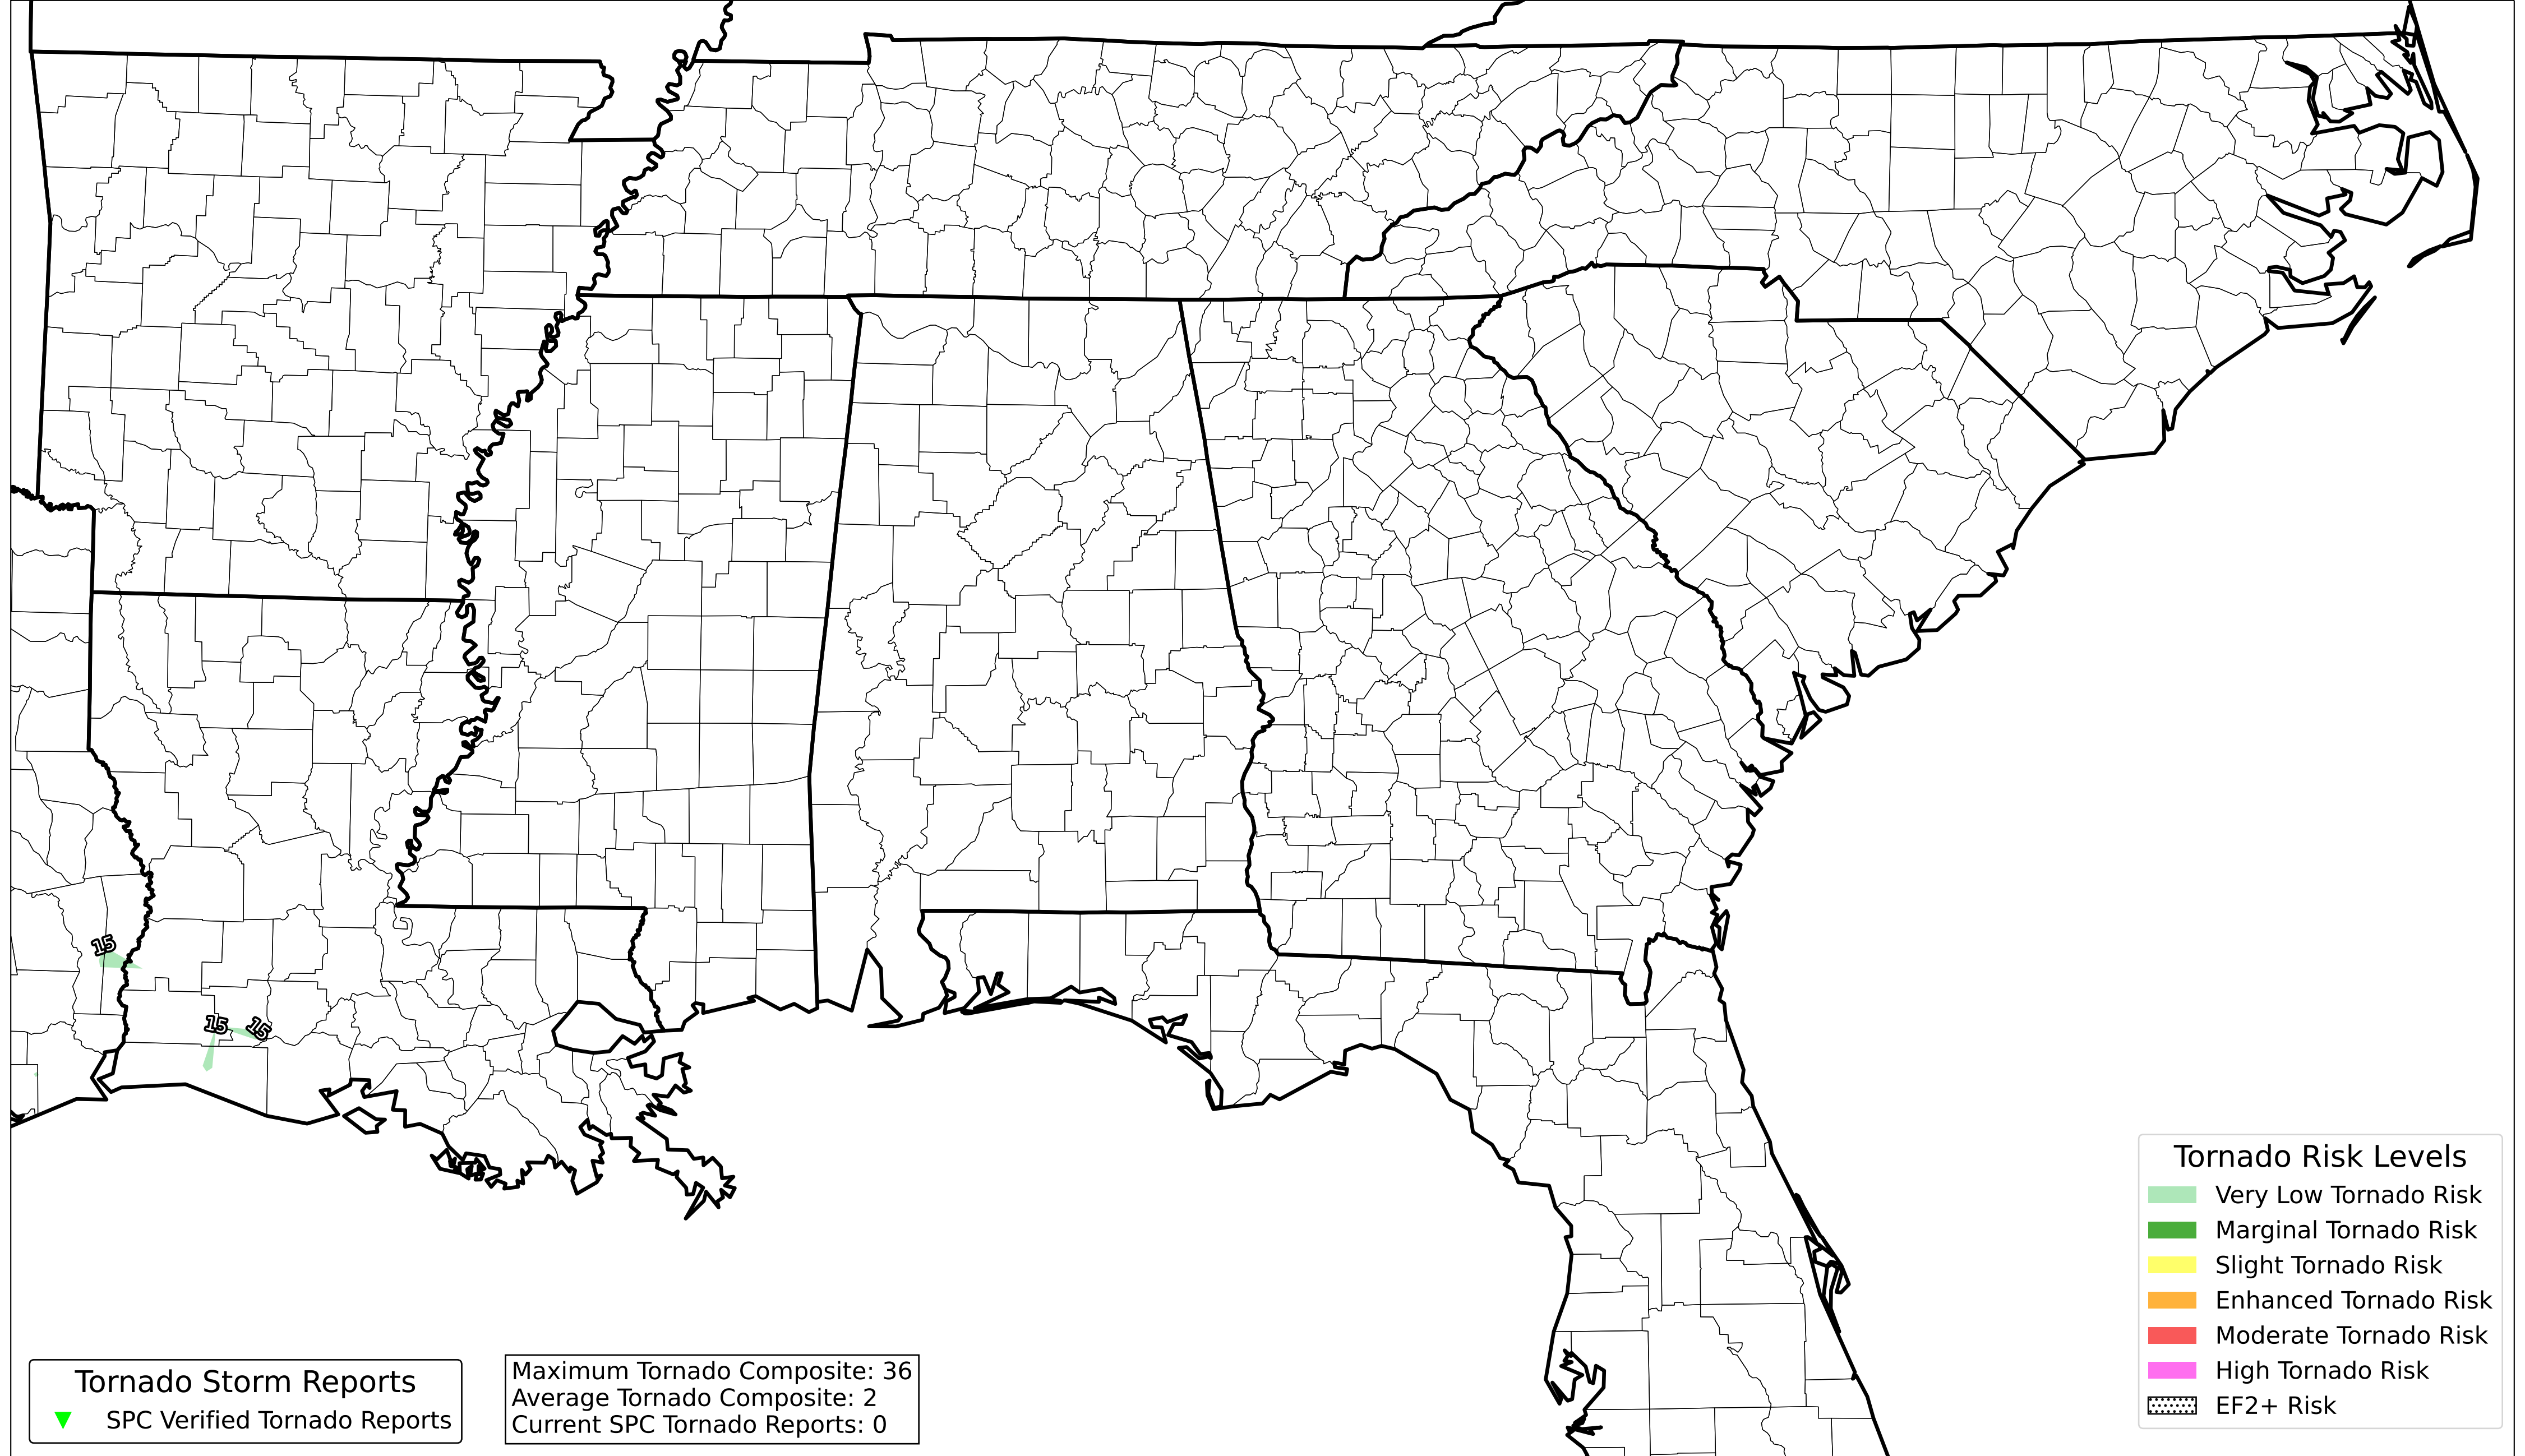 15
15
15
Tornado Risk Levels
Very Low Tornado Risk
Marginal Tornado Risk
Slight Tornado Risk
Enhanced Tornado Risk
Moderate Tornado Risk
High Tornado Risk
EF2+ Risk
Tornado Storm Reports
SPC Verified Tornado Reports
Maximum Tornado Composite: 36
Average Tornado Composite: 2
Current SPC Tornado Reports: 0